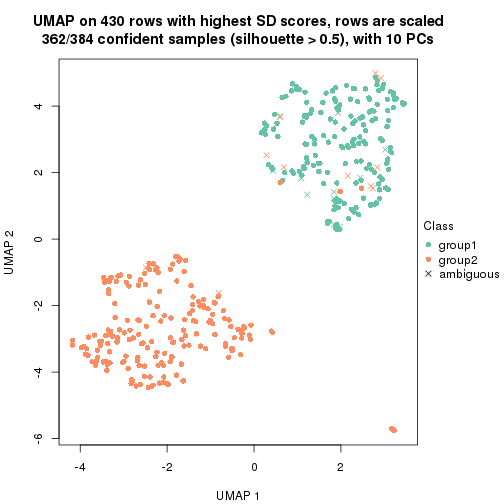 UMAP on 430 rows with highest SD scores, rows are scaled
362/384 confident samples (silhouette > 0.5), with 10 PCs
4
2
0
-2
-4
-6
UMAP 2
-4
-2
0
2
UMAP 1
Class
group1
group2
ambiguous